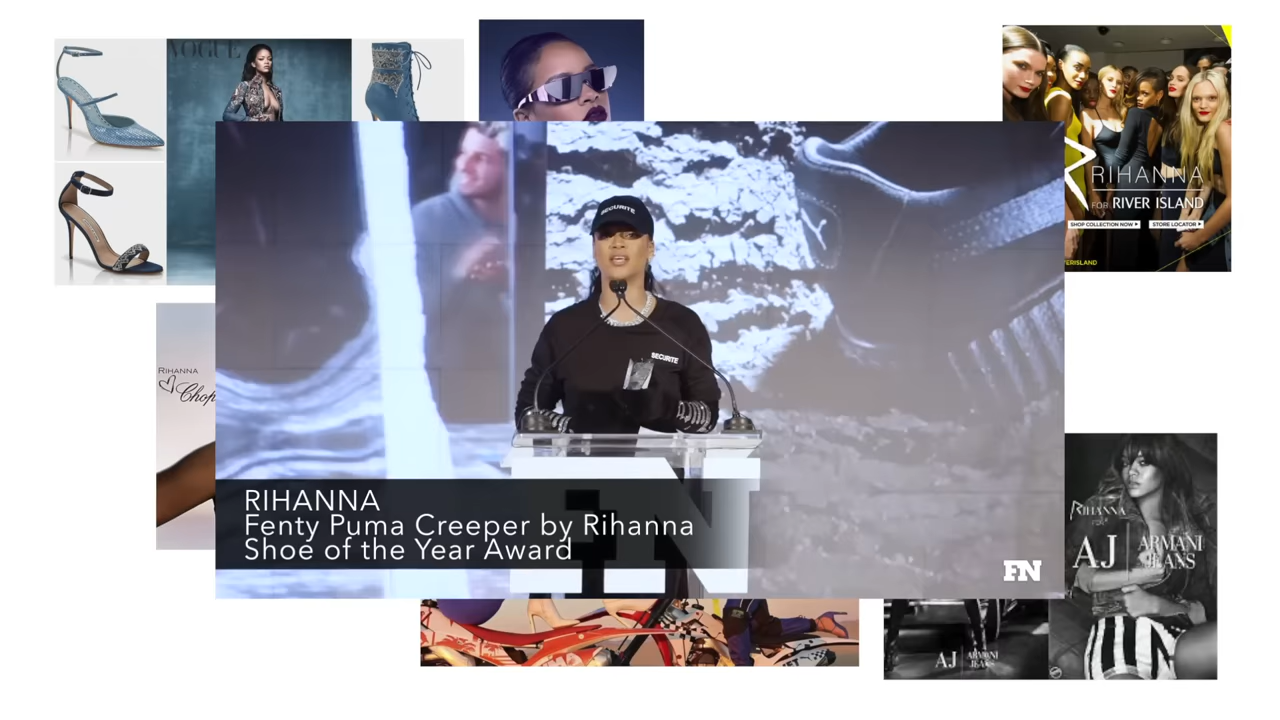 VOGUE
RIHANNA
FOR RIVER ISLAND
SHOP COLLECTION NOW
STORE LOCATOR
SECURITE
SECURITE
RIHANNA
RIHANNA
Fenty Puma Creeper by Rihanna
Shoe of the Year Award
FN
FN
RIHANNA
AJ ARMANI
JEANS
AJ ARMANI
JEANS